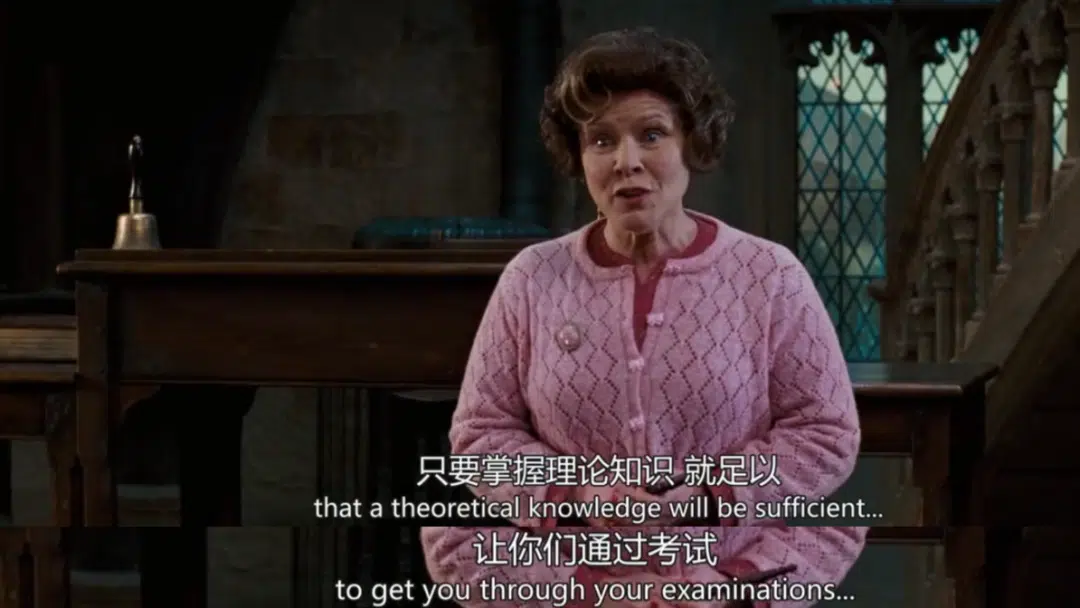 只要掌握理论知识 就足以
that a theoretical knowledge will be sufficient...
让你们通过考试
to get you through your examinations...